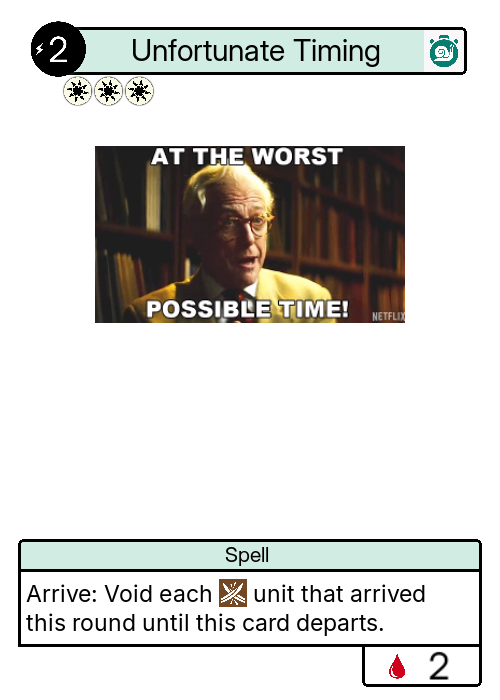 2 Unfortunate Timing
AT THE WORST
POSSIBLE TIME!
NETFLIX
Spell
Arrive: Void each unit that arrived
this round until this card departs.
2